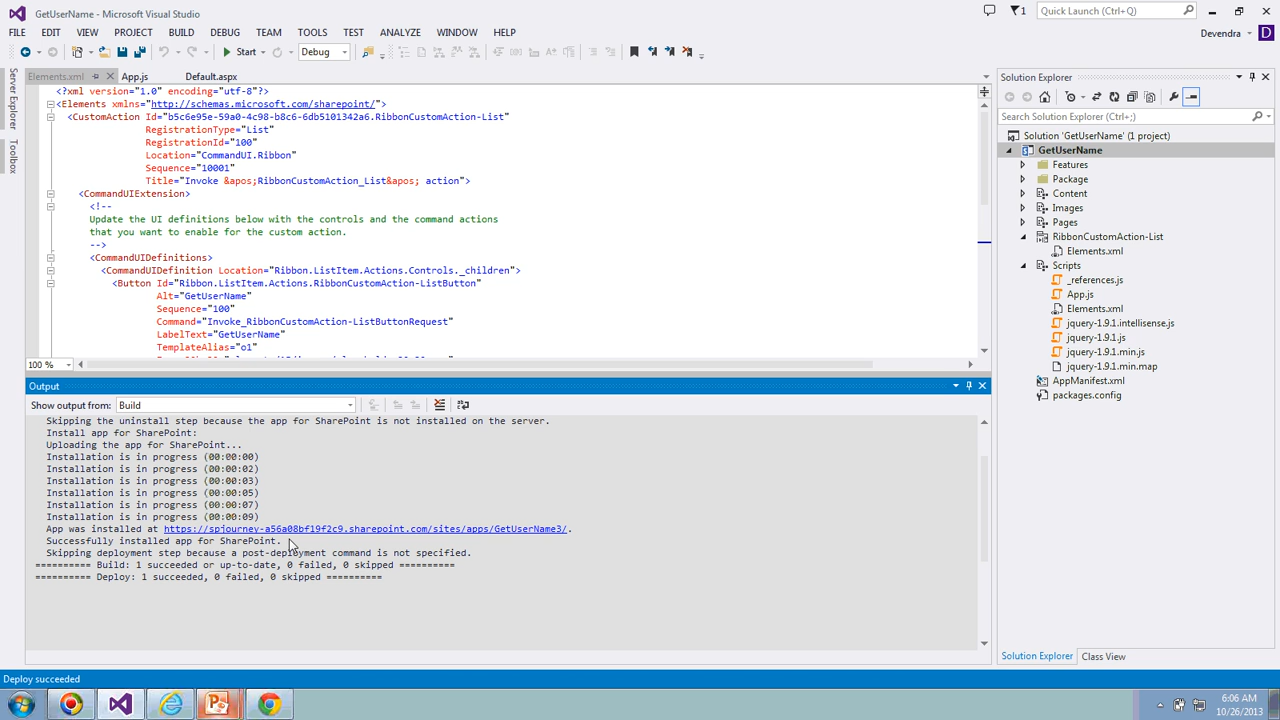 GetUserName - Microsoft Visual Studio
1
Quick Launch (Ctrl+Q)
FILE EDIT VIEW PROJECT BUILD DEBUG TEAM TOOLS TEST ANALYZE WINDOW HELP
Devendra D
Start Debug
Server Explorer
Toolbox
Elements.xml App.js Default.aspx
<?xml version="1.0" encoding="utf-8"?>
<Elements xmlns="http://schemas.microsoft.com/sharepoint/">
<CustomAction Id="b5c6e95e-59a0-4c98-b8c6-6db5101342a6.RibbonCustomAction-List"
RegistrationType="List"
RegistrationId="100"
Location="CommandUI.Ribbon"
Sequence="10001"
Title="Invoke &apos;RibbonCustomAction_List&apos; action">
<CommandUIExtension>
<!--
Update the UI definitions below with the controls and the command actions
that you want to enable for the custom action.
-->
<CommandUIDefinitions>
<CommandUIDefinition Location="Ribbon.ListItem.Actions.Controls._children">
<Button Id="Ribbon.ListItem.Actions.RibbonCustomAction-ListButton"
Alt="GetUserName"
Sequence="100"
Command="Invoke_RibbonCustomAction-ListButtonRequest"
LabelText="GetUserName"
TemplateAlias="o1"
100 %
Output
Show output from: Build
Skipping the uninstall step because the app for SharePoint is not installed on the server.
Install app for SharePoint:
Uploading the app for SharePoint...
Installation is in progress (00:00:00)
Installation is in progress (00:00:02)
Installation is in progress (00:00:03)
Installation is in progress (00:00:05)
Installation is in progress (00:00:07)
Installation is in progress (00:00:09)
App was installed at https://spjourney-a56a08bf19f2c9.sharepoint.com/sites/apps/GetUserName3/.
Successfully installed app for SharePoint.
Skipping deployment step because a post-deployment command is not specified.
========== Build: 1 succeeded or up-to-date, 0 failed, 0 skipped ==========
========== Deploy: 1 succeeded, 0 failed, 0 skipped ==========
Solution Explorer
Search Solution Explorer (Ctrl+;)
Solution 'GetUserName' (1 project)
GetUserName
Features
Package
Content
Images
Pages
RibbonCustomAction-List
Elements.xml
Scripts
_references.js
App.js
Elements.xml
jquery-1.9.1.intellisense.js
jquery-1.9.1.js
jquery-1.9.1.min.js
jquery-1.9.1.min.map
AppManifest.xml
packages.config
Solution Explorer Class View
Deploy succeeded
6:06 AM
10/26/2013